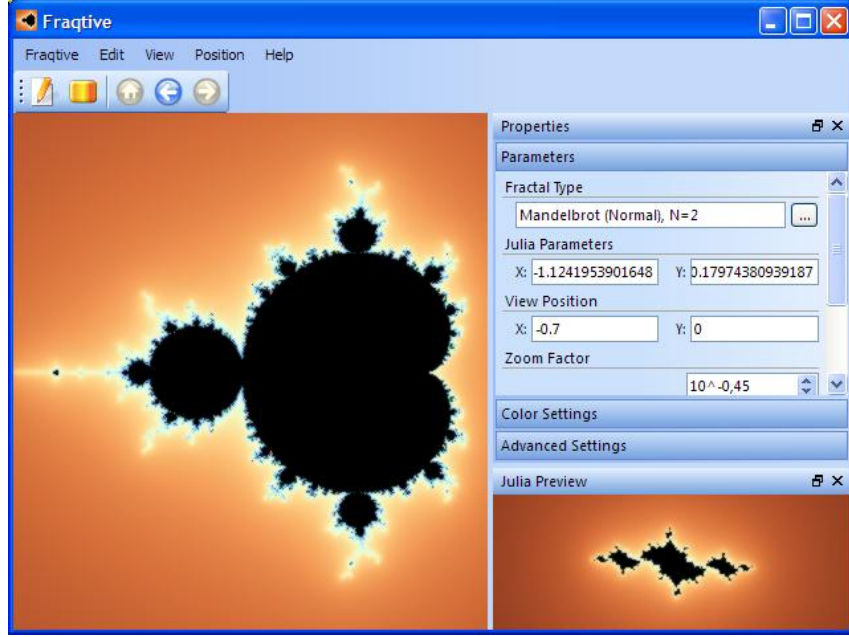 Fraqtive
Fraqtive Edit View Position Help
Properties
Parameters
Fractal Type
Mandelbrot (Normal), N=2
...
Julia Parameters
X: -1.1241953901648 Y: 0.17974380939187
View Position
X: -0.7 Y: 0
Zoom Factor
10^-0,45
Color Settings
Advanced Settings
Julia Preview